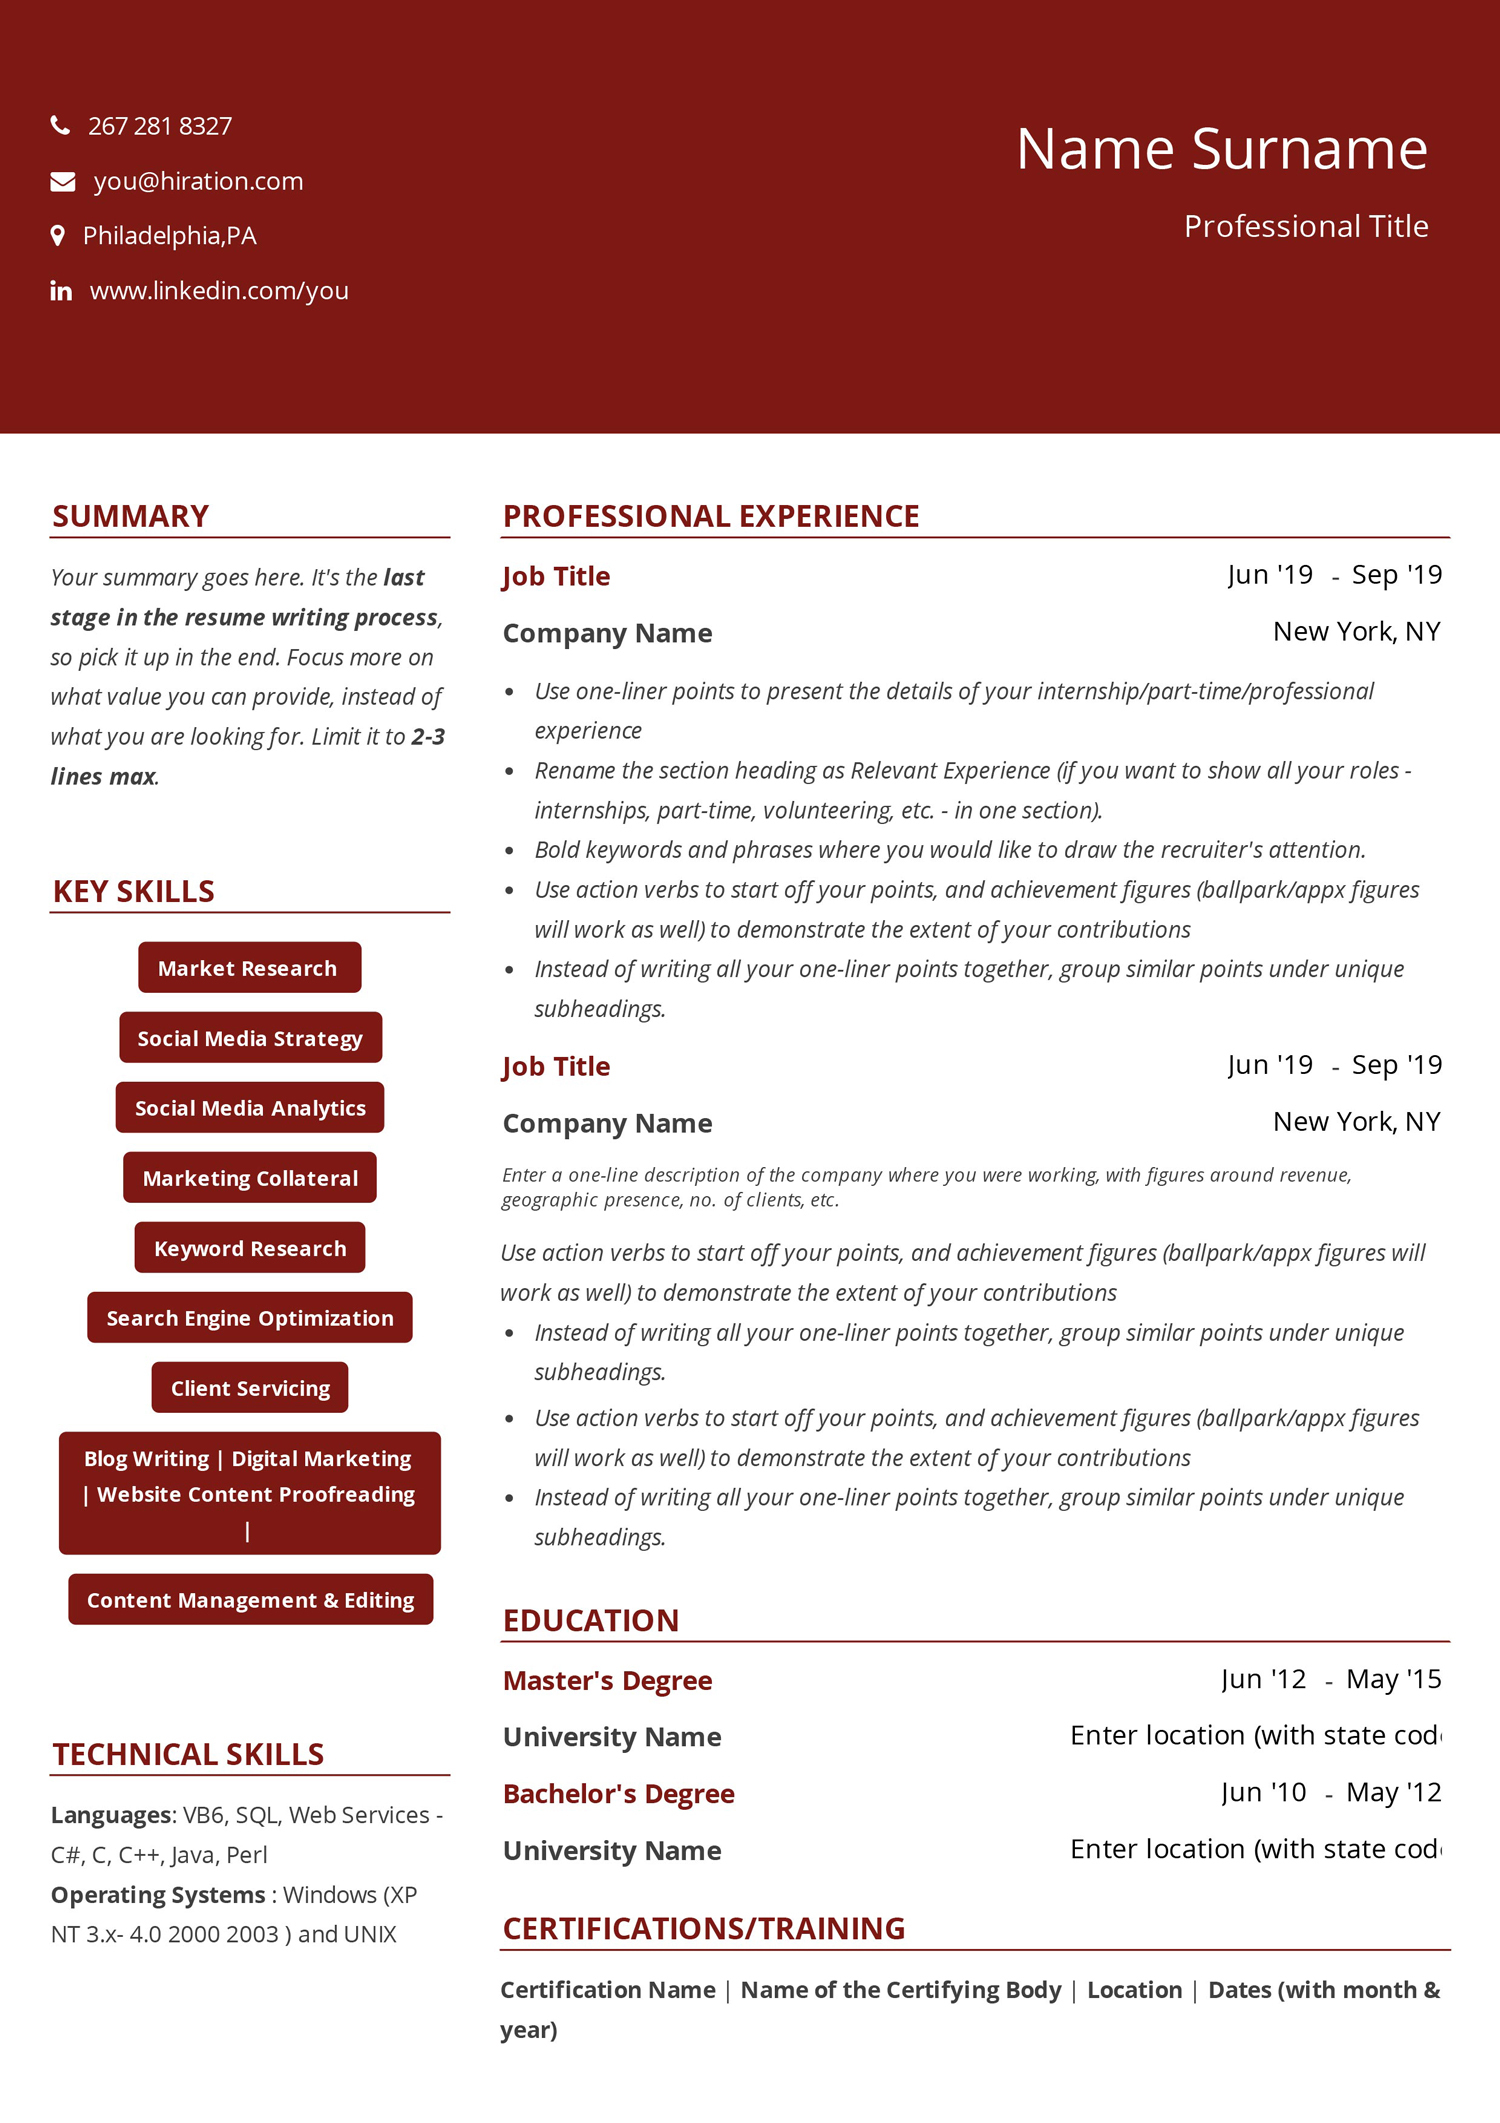 267 281 8327
you@hiration.com
Philadelphia,PA
www.linkedin.com/you
Name Surname
Professional Title
SUMMARY
Your summary goes here. It's the last
stage in the resume writing process,
so pick it up in the end. Focus more on
what value you can provide, instead of
what you are looking for. Limit it to 2-3
lines max.
KEY SKILLS
Market Research
Social Media Strategy
Social Media Analytics
Marketing Collateral
Keyword Research
Search Engine Optimization
Client Servicing
Blog Writing | Digital Marketing
| Website Content Proofreading
|
Content Management & Editing
TECHNICAL SKILLS
Languages: VB6, SQL, Web Services -
C#, C, C++, Java, Perl
Operating Systems : Windows (XP
NT 3.x- 4.0 2000 2003 ) and UNIX
PROFESSIONAL EXPERIENCE
Job Title Jun '19 - Sep '19
Company Name New York, NY
• Use one-liner points to present the details of your internship/part-time/professional
experience
• Rename the section heading as Relevant Experience (if you want to show all your roles -
internships, part-time, volunteering, etc. - in one section).
• Bold keywords and phrases where you would like to draw the recruiter's attention.
• Use action verbs to start off your points, and achievement figures (ballpark/appx figures
will work as well) to demonstrate the extent of your contributions
• Instead of writing all your one-liner points together, group similar points under unique
subheadings.
Job Title Jun '19 - Sep '19
Company Name New York, NY
Enter a one-line description of the company where you were working, with figures around revenue,
geographic presence, no. of clients, etc.
Use action verbs to start off your points, and achievement figures (ballpark/appx figures will
work as well) to demonstrate the extent of your contributions
• Instead of writing all your one-liner points together, group similar points under unique
subheadings.
• Use action verbs to start off your points, and achievement figures (ballpark/appx figures
will work as well) to demonstrate the extent of your contributions
• Instead of writing all your one-liner points together, group similar points under unique
subheadings.
EDUCATION
Master's Degree Jun '12 - May '15
University Name Enter location (with state cod
Bachelor's Degree Jun '10 - May '12
University Name Enter location (with state cod
CERTIFICATIONS/TRAINING
Certification Name | Name of the Certifying Body | Location | Dates (with month &
year)